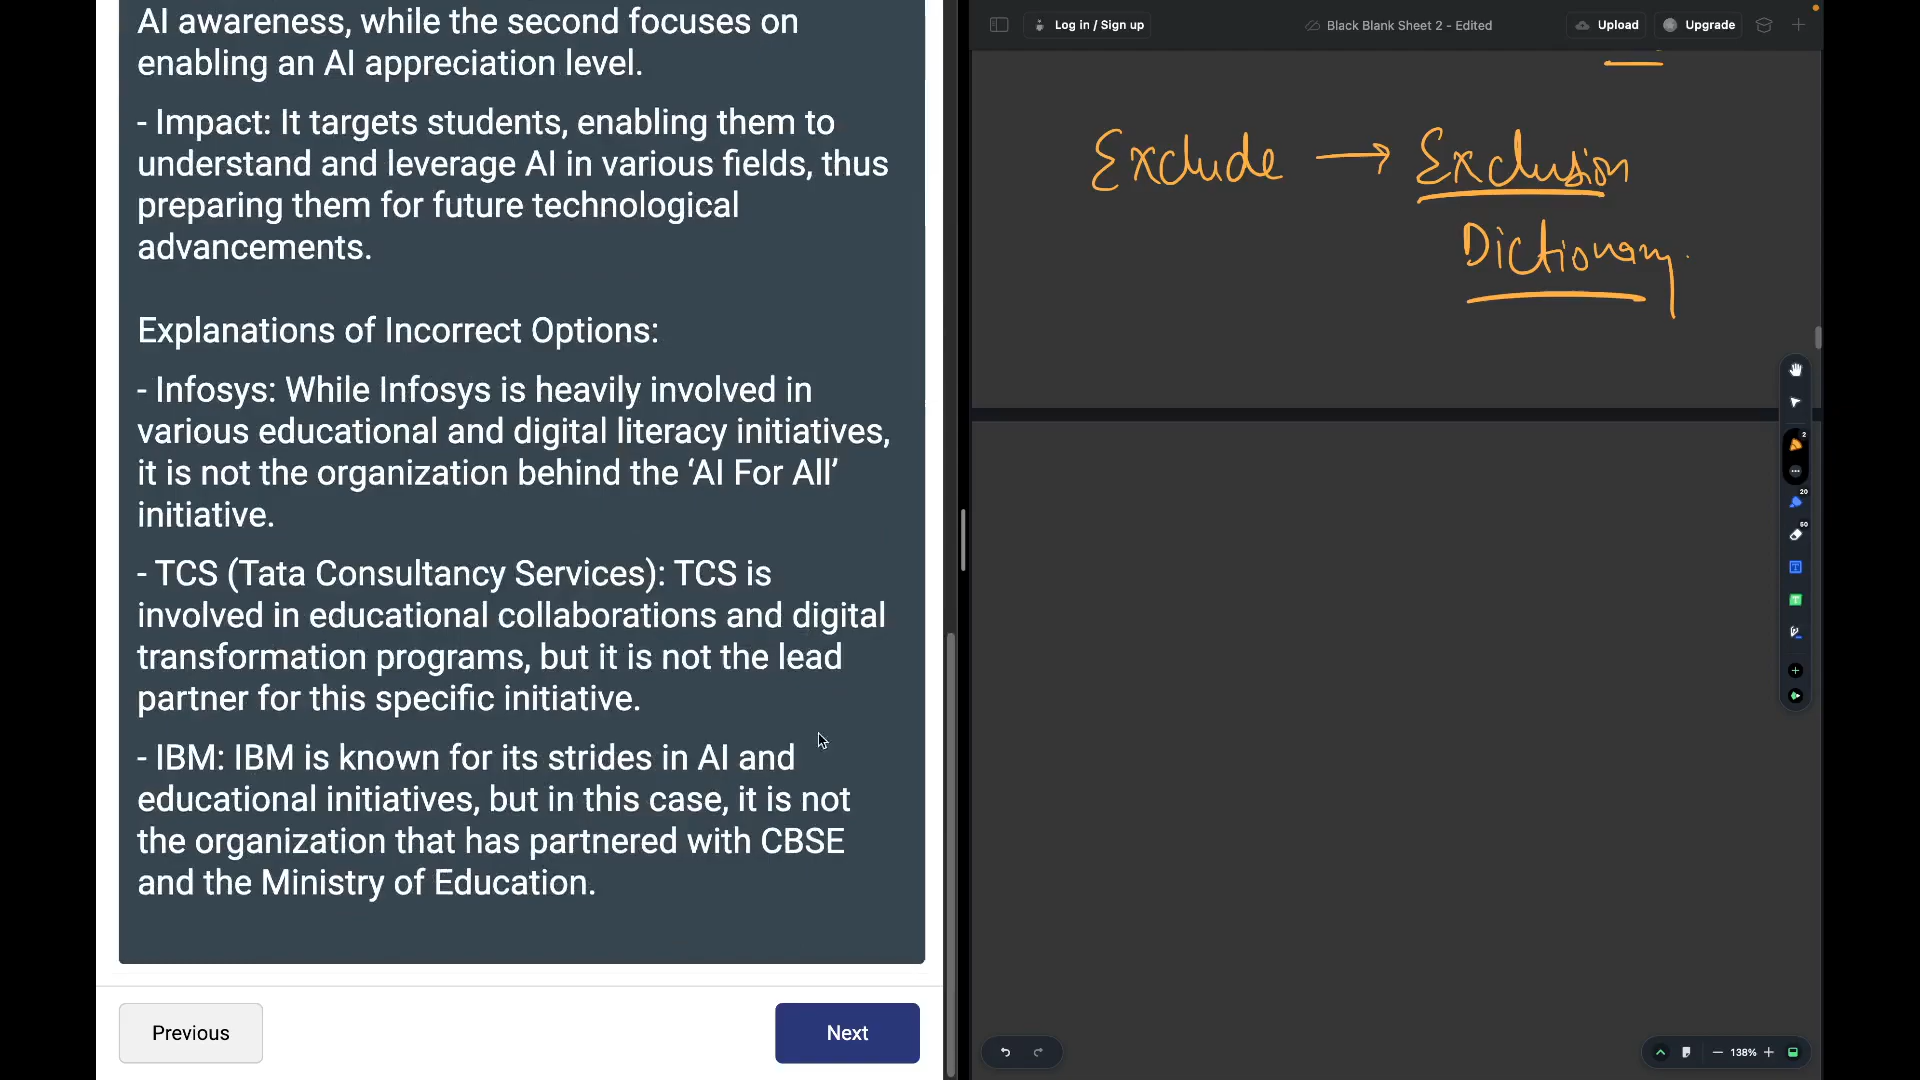 AI awareness, while the second focuses on
enabling an AI appreciation level.
- Impact: It targets students, enabling them to
understand and leverage AI in various fields, thus
preparing them for future technological
advancements.
Explanations of Incorrect Options:
- Infosys: While Infosys is heavily involved in
various educational and digital literacy initiatives,
it is not the organization behind the ‘AI For All’
initiative.
- TCS (Tata Consultancy Services): TCS is
involved in educational collaborations and digital
transformation programs, but it is not the lead
partner for this specific initiative.
- IBM: IBM is known for its strides in AI and
educational initiatives, but in this case, it is not
the organization that has partnered with CBSE
and the Ministry of Education.
Previous
Next
Log in / Sign up
Black Blank Sheet 2 - Edited
Upload
Upgrade
Exclude → Exclusion
Dictionary.
2
20
50
138%